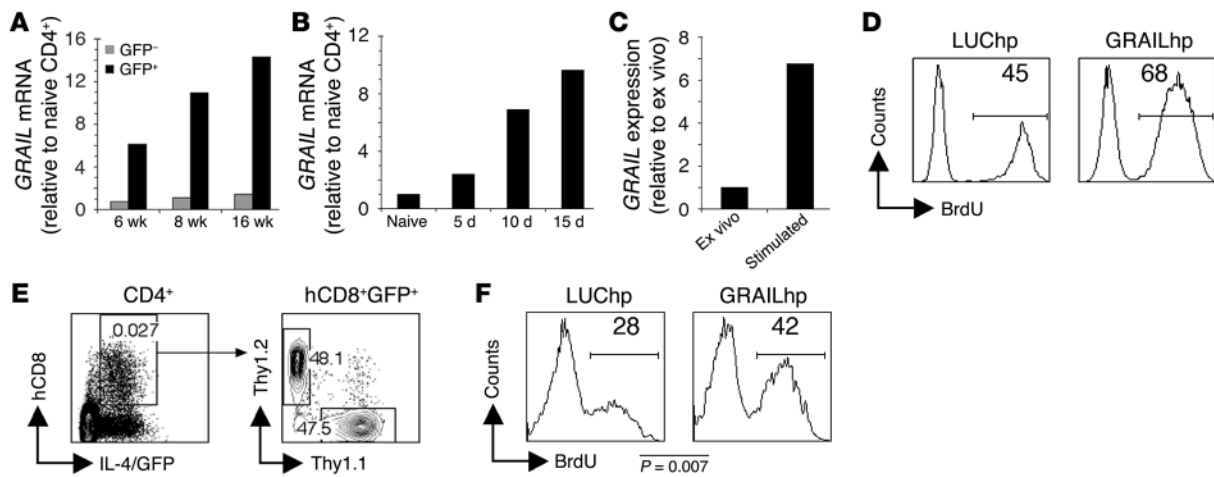 A
GRAIL mRNA
(relative to naive CD4⁺)
16
12
8
4
0
GFP⁻
GFP⁺
6 wk
8 wk
16 wk
B
GRAIL mRNA
(relative to naive CD4⁺)
12
9
6
3
0
Naive
5 d
10 d
15 d
C
GRAIL expression
(relative to ex vivo)
8
6
4
2
0
Ex vivo
Stimulated
D
LUChp
GRAILhp
45
68
Counts
BrdU
E
CD4⁺
hCD8⁺GFP⁺
0.027
48.1
47.5
hCD8
IL-4/GFP
Thy1.2
Thy1.1
F
LUChp
GRAILhp
28
42
Counts
BrdU
P = 0.007